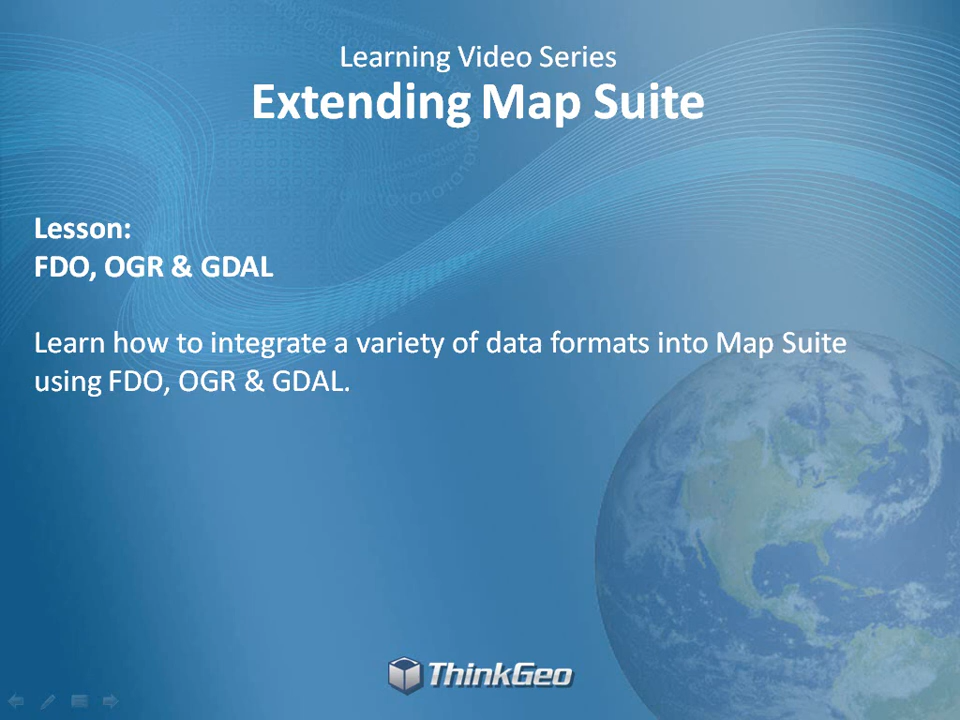 Learning Video Series
Extending Map Suite
Lesson:
FDO, OGR & GDAL
Learn how to integrate a variety of data formats into Map Suite
using FDO, OGR & GDAL.
ThinkGeo